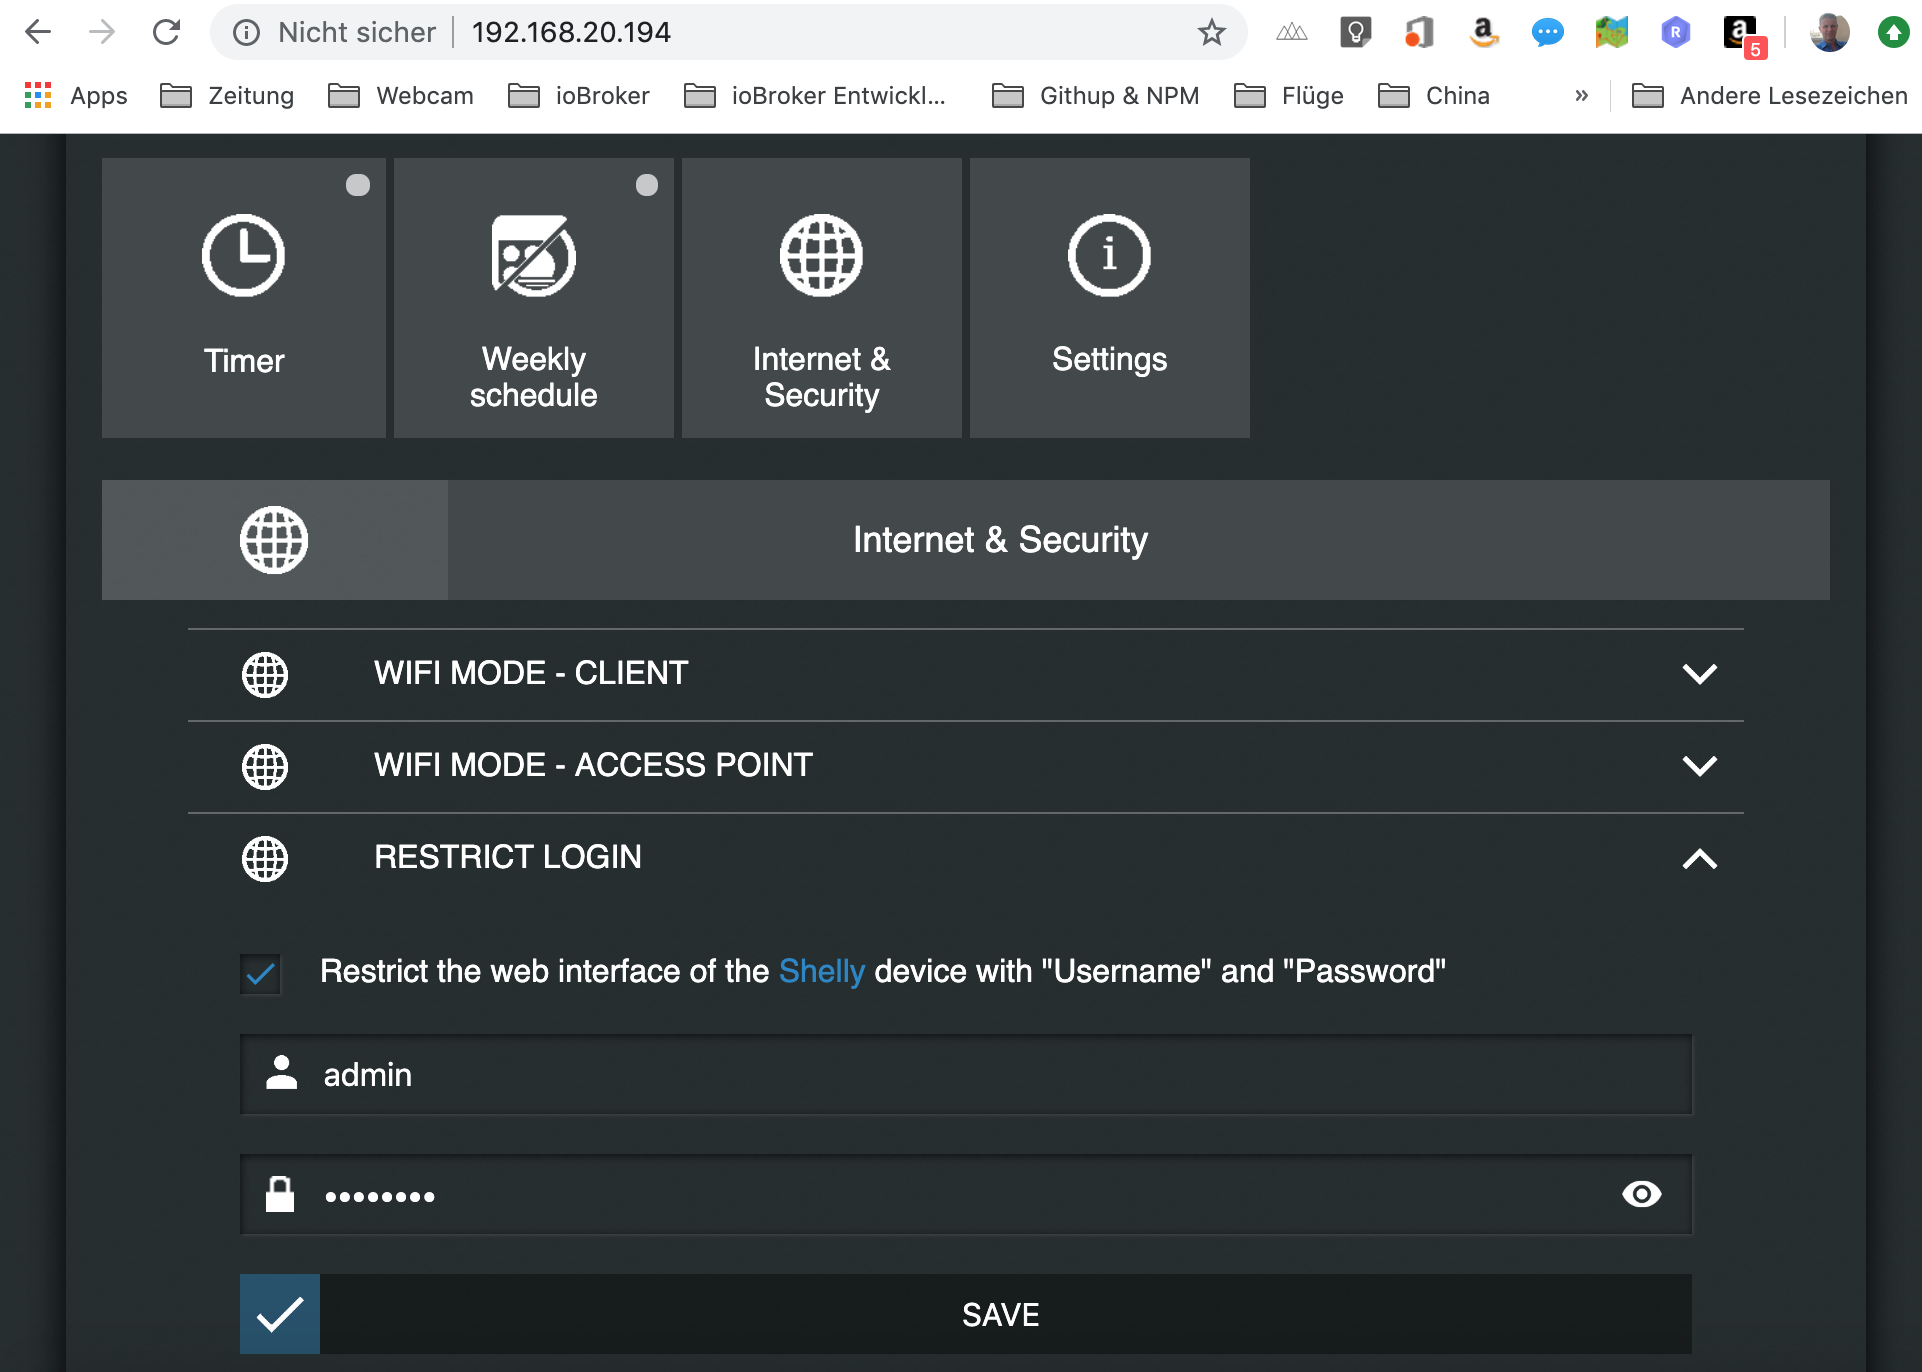 Nicht sicher 192.168.20.194
5
Apps Zeitung Webcam ioBroker ioBroker Entwickl... Githup & NPM Flüge China » Andere Lesezeichen
Timer
Weekly
schedule
Internet &
Security
Settings
Internet & Security
WIFI MODE - CLIENT
WIFI MODE - ACCESS POINT
RESTRICT LOGIN
Restrict the web interface of the Shelly device with "Username" and "Password"
admin
••••••••
SAVE